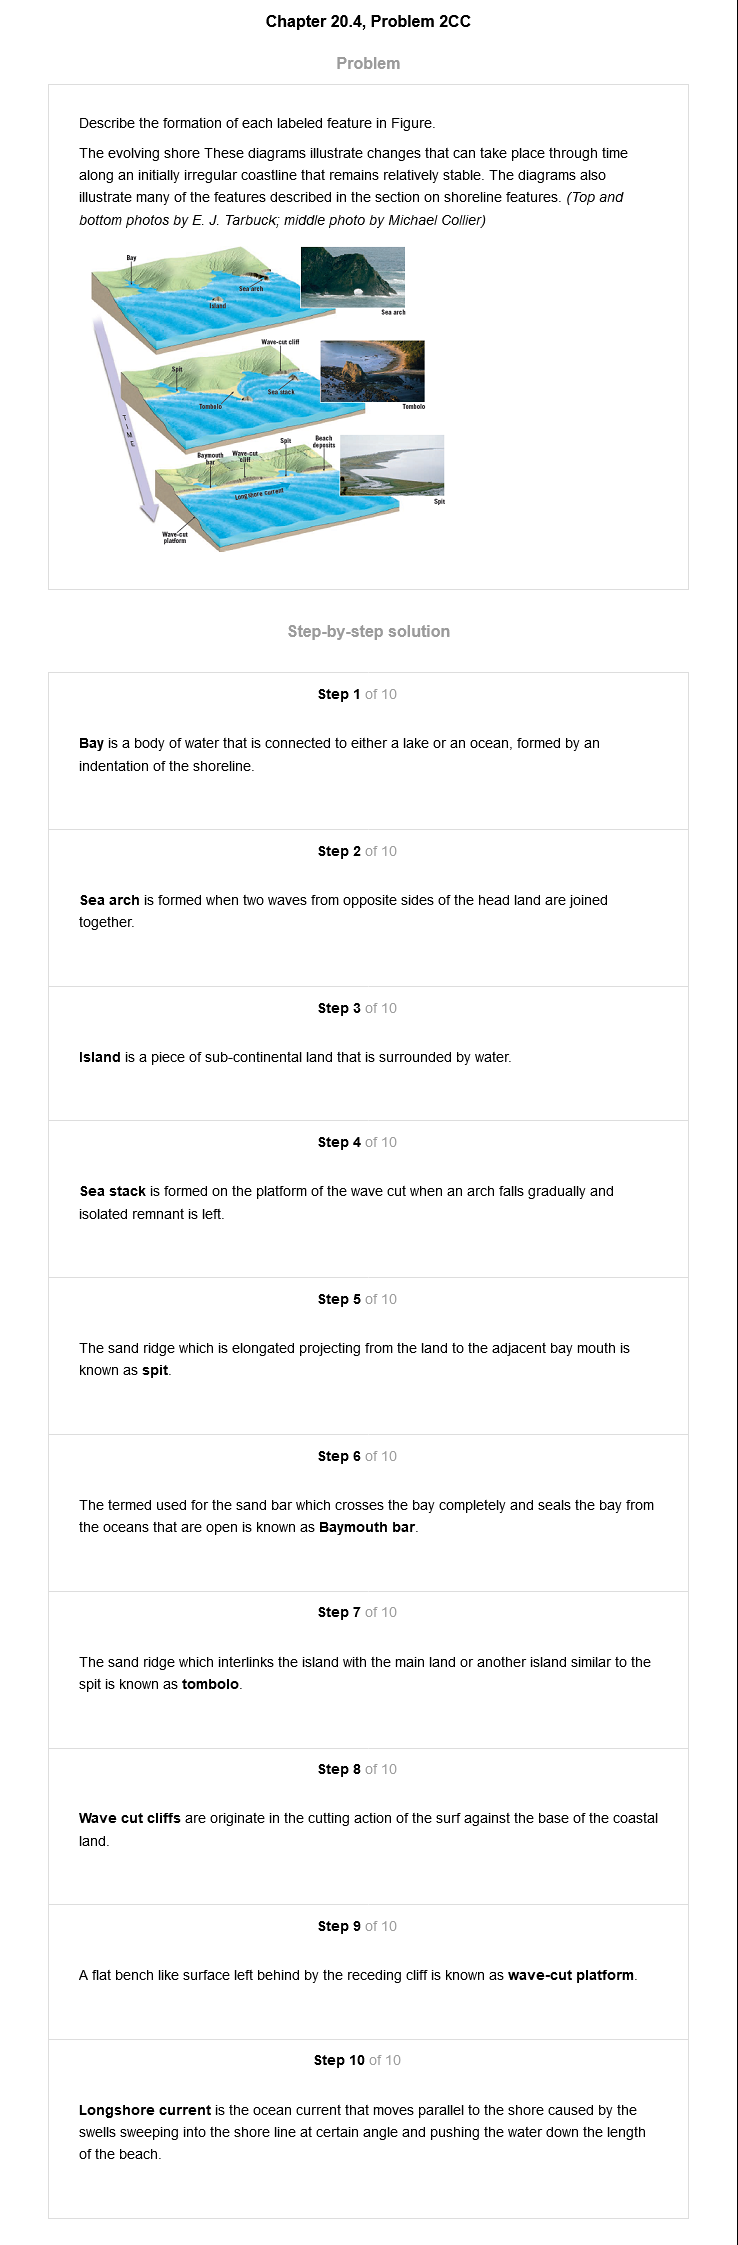 Chapter 20.4, Problem 2CC
Problem
Describe the formation of each labeled feature in Figure.
The evolving shore These diagrams illustrate changes that can take place through time
along an initially irregular coastline that remains relatively stable. The diagrams also
illustrate many of the features described in the section on shoreline features. (Top and
bottom photos by E. J. Tarbuck; middle photo by Michael Collier)
Bay
Sea arch
Island
Sea arch
Wave-cut cliff
Spit
Sea stack
Tombolo
Tombolo
TIME
Spit
Beach
deposits
Baymouth
bar
Wave-cut
cliff
Longshore current
Spit
Wave-cut
platform
Step-by-step solution
Step 1 of 10
Bay is a body of water that is connected to either a lake or an ocean, formed by an
indentation of the shoreline.
Step 2 of 10
Sea arch is formed when two waves from opposite sides of the head land are joined
together.
Step 3 of 10
Island is a piece of sub-continental land that is surrounded by water.
Step 4 of 10
Sea stack is formed on the platform of the wave cut when an arch falls gradually and
isolated remnant is left.
Step 5 of 10
The sand ridge which is elongated projecting from the land to the adjacent bay mouth is
known as spit.
Step 6 of 10
The termed used for the sand bar which crosses the bay completely and seals the bay from
the oceans that are open is known as Baymouth bar.
Step 7 of 10
The sand ridge which interlinks the island with the main land or another island similar to the
spit is known as tombolo.
Step 8 of 10
Wave cut cliffs are originate in the cutting action of the surf against the base of the coastal
land.
Step 9 of 10
A flat bench like surface left behind by the receding cliff is known as wave-cut platform.
Step 10 of 10
Longshore current is the ocean current that moves parallel to the shore caused by the
swells sweeping into the shore line at certain angle and pushing the water down the length
of the beach.